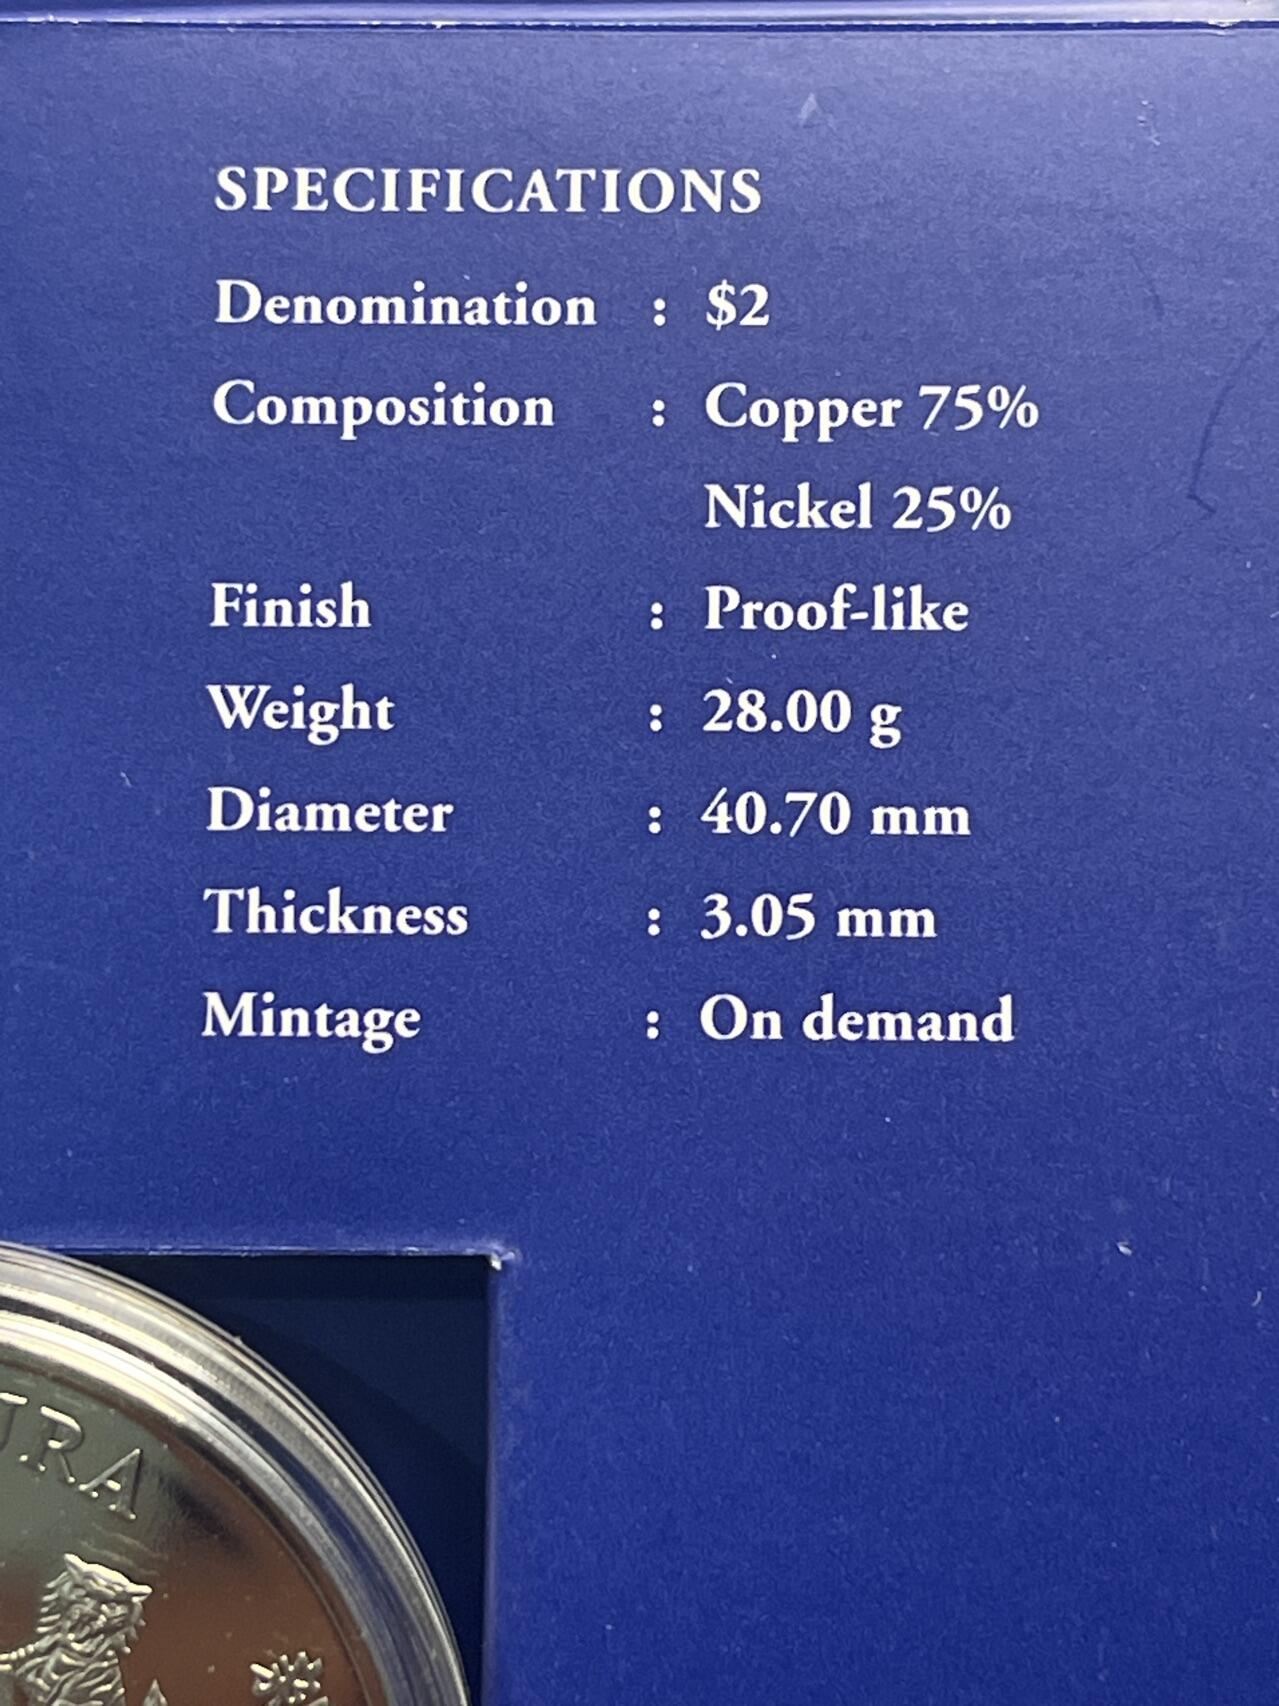 SPECIFICATIONS
Denomination : $2
Composition : Copper 75%
Nickel 25%
Finish : Proof-like
Weight : 28.00 g
Diameter : 40.70 mm
Thickness : 3.05 mm
Mintage : On demand
URA